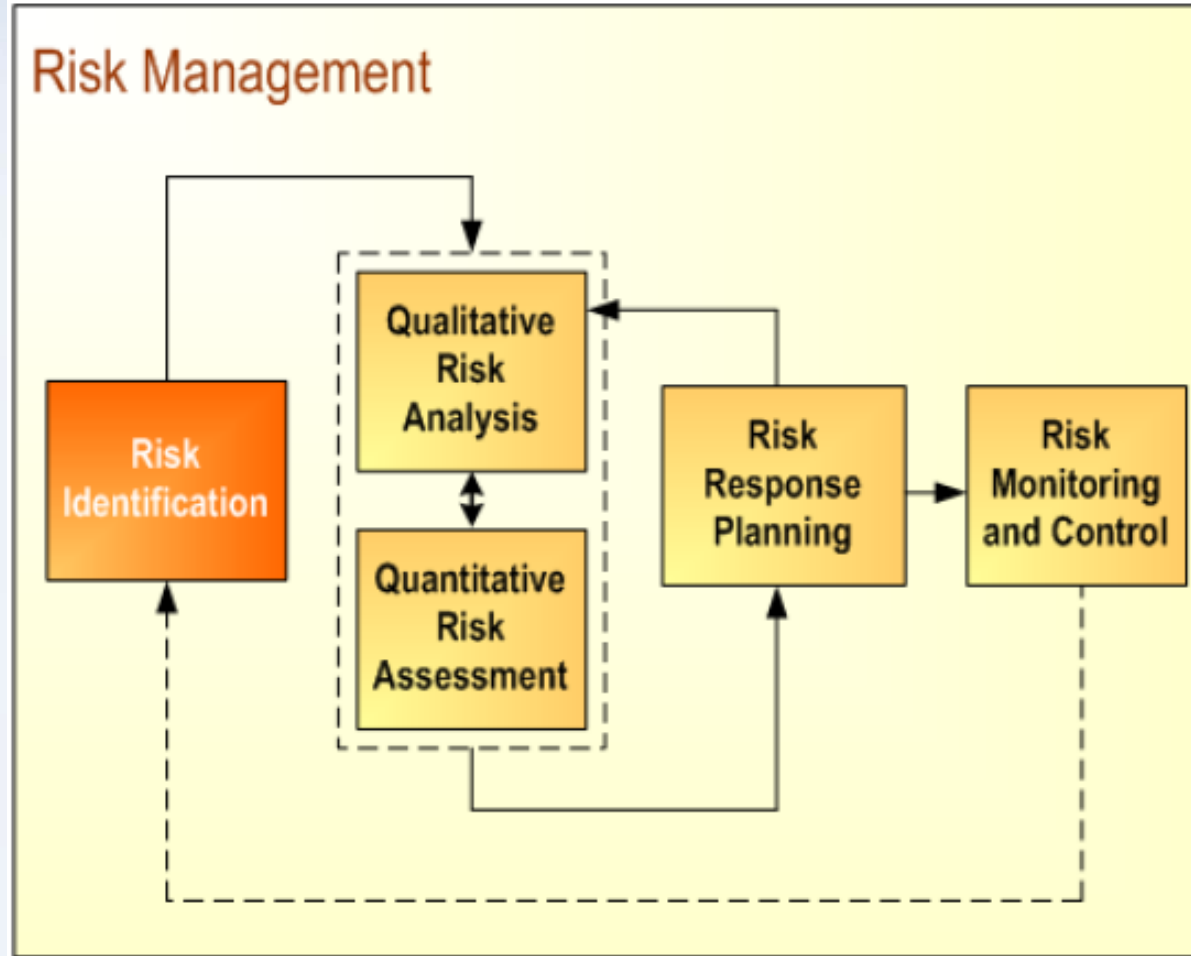 Risk Management
Risk
Identification
Qualitative
Risk
Analysis
Quantitative
Risk
Assessment
Risk
Response
Planning
Risk
Monitoring
and Control